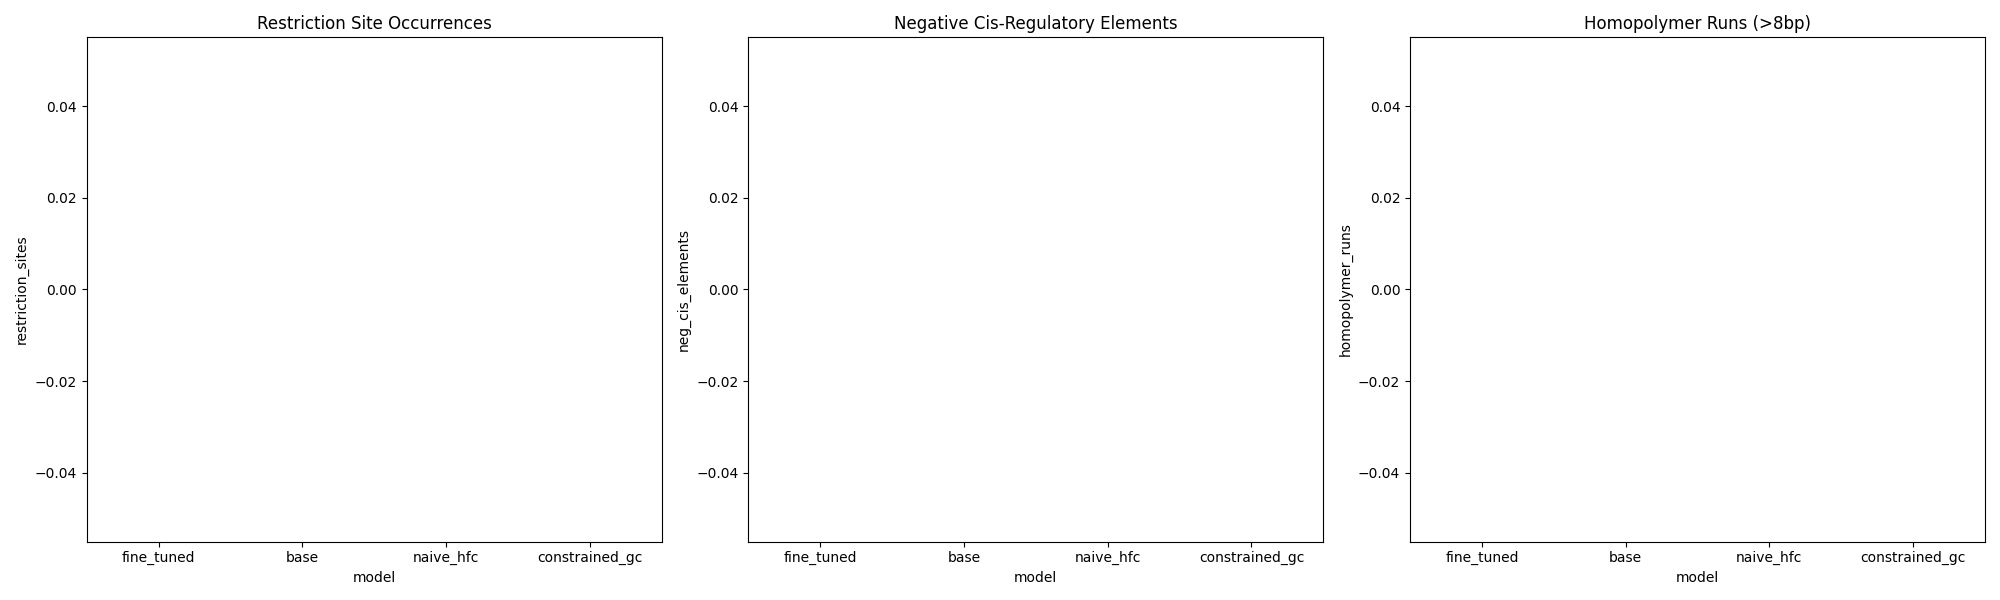 Restriction Site Occurrences
restriction_sites
0.04
0.02
0.00
−0.02
−0.04
fine_tuned base naive_hfc constrained_gc
model
Negative Cis-Regulatory Elements
neg_cis_elements
0.04
0.02
0.00
−0.02
−0.04
fine_tuned base naive_hfc constrained_gc
model
Homopolymer Runs (>8bp)
homopolymer_runs
0.04
0.02
0.00
−0.02
−0.04
fine_tuned base naive_hfc constrained_gc
model